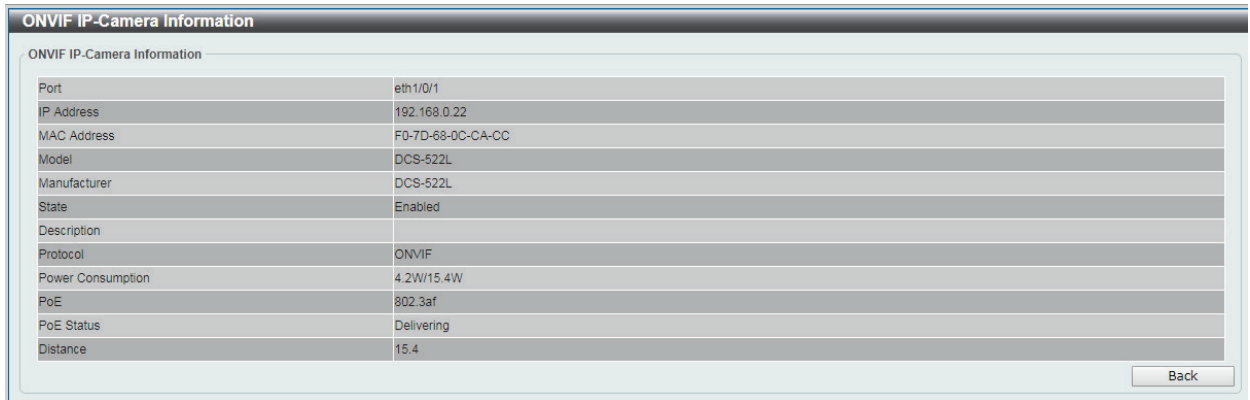 ONVIF IP-Camera Information
ONVIF IP-Camera Information
Port eth1/0/1
IP Address 192.168.0.22
MAC Address F0-7D-68-0C-CA-CC
Model DCS-522L
Manufacturer DCS-522L
State Enabled
Description
Protocol ONVIF
Power Consumption 4.2W/15.4W
PoE 802.3af
PoE Status Delivering
Distance 15.4
Back